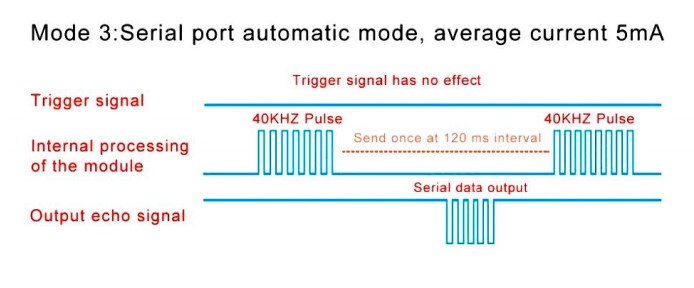 Mode 3:Serial port automatic mode, average current 5mA
Trigger signal has no effect
Trigger signal
40KHZ Pulse
40KHZ Pulse
Send once at 120 ms interval
Internal processing
of the module
Serial data output
Output echo signal